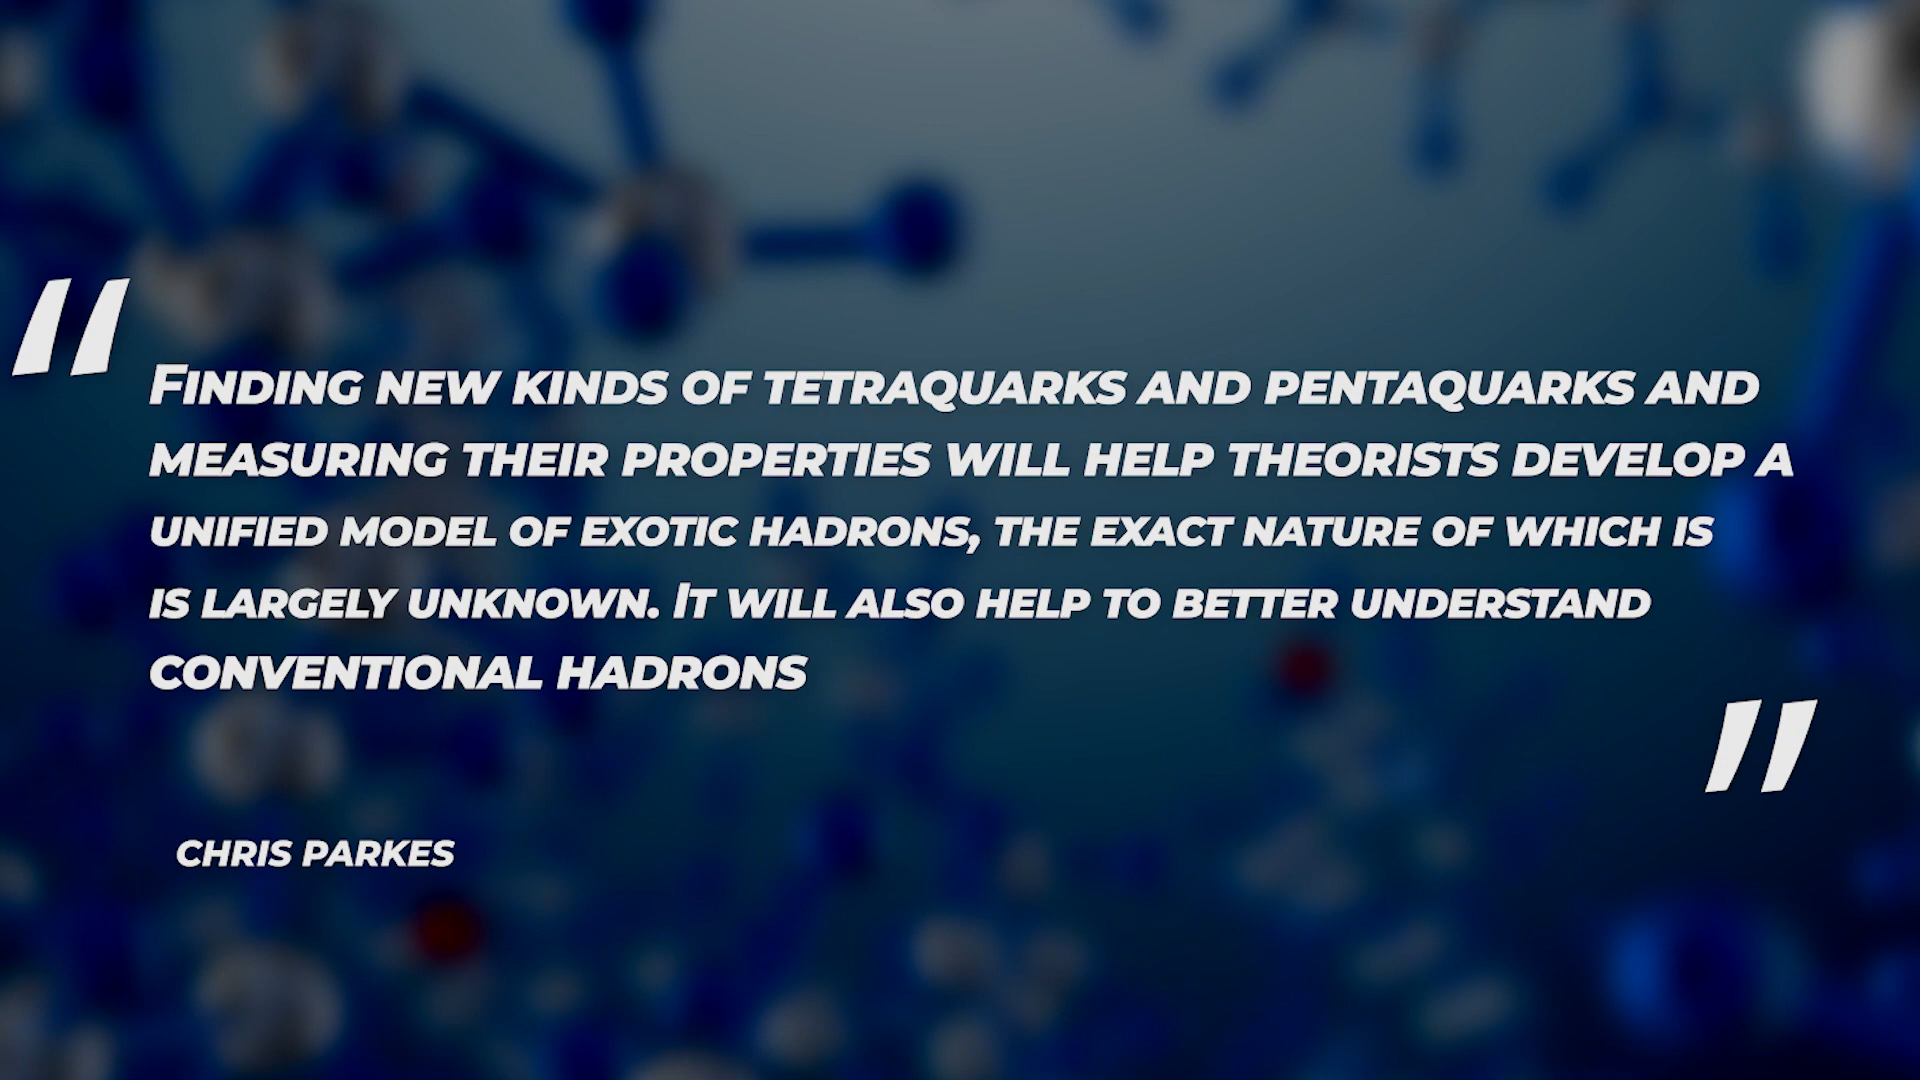 “
Finding new kinds of tetraquarks and pentaquarks and
measuring their properties will help theorists develop a
unified model of exotic hadrons, the exact nature of which is
is largely unknown. It will also help to better understand
conventional hadrons
”
CHRIS PARKES